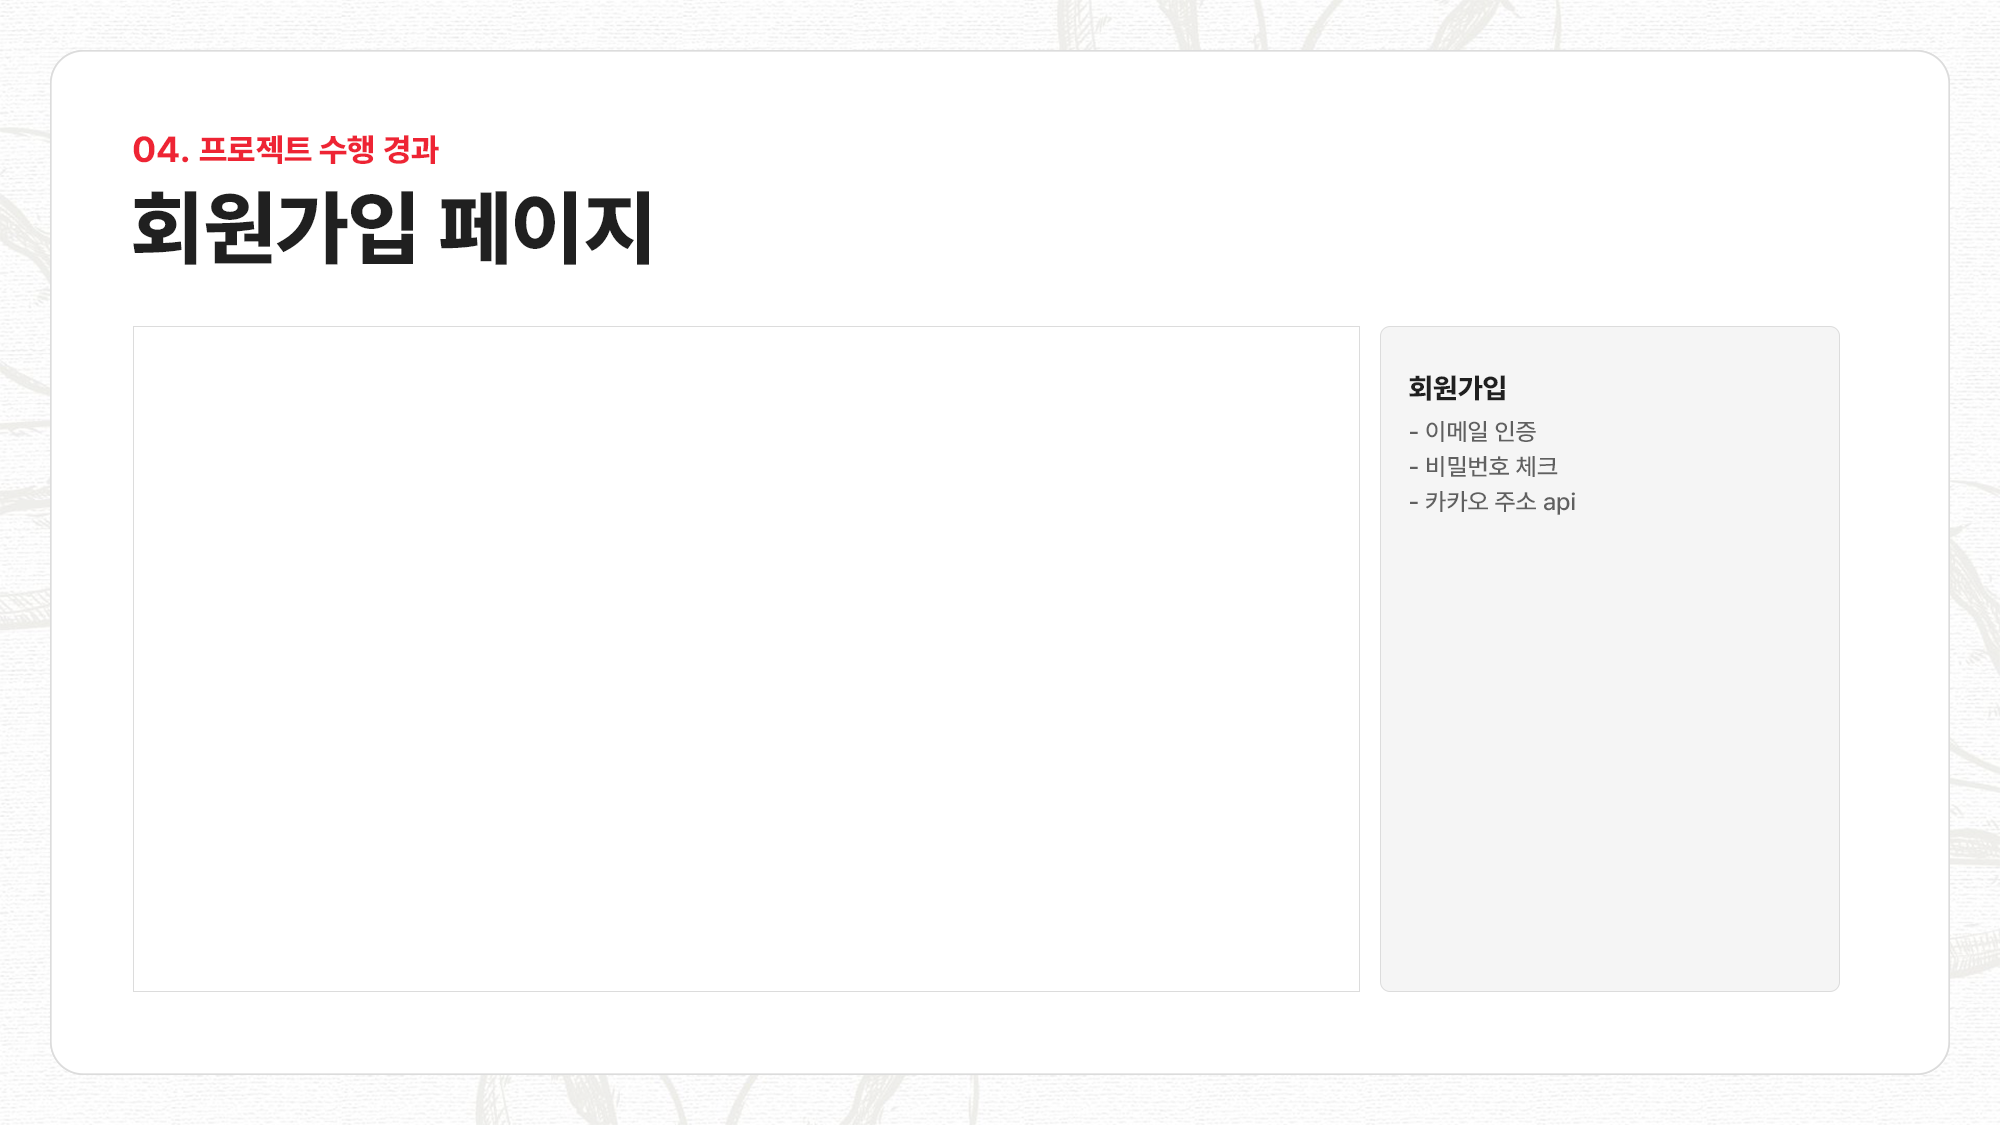 04. 프로젝트 수행 경과
회원가입 페이지
회원가입
- 이메일 인증
- 비밀번호 체크
- 카카오 주소 api